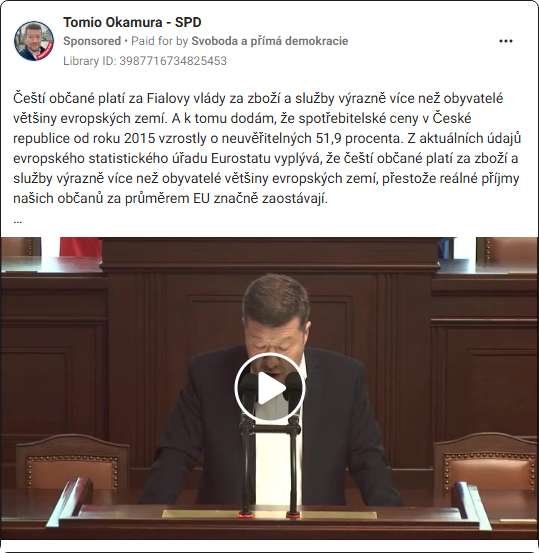 Tomio Okamura - SPD
Sponsored • Paid for by Svoboda a přímá demokracie
Library ID: 3987716734825453
Čeští občané platí za Fialovy vlády za zboží a služby výrazně více než obyvatelé
většiny evropských zemí. A k tomu dodám, že spotřebitelské ceny v České
republice od roku 2015 vzrostly o neuvěřitelných 51,9 procenta. Z aktuálních údajů
evropského statistického úřadu Eurostatu vyplývá, že čeští občané platí za zboží a
služby výrazně více než obyvatelé většiny evropských zemí, přestože reálné příjmy
našich občanů za průměrem EU značně zaostávají.
...